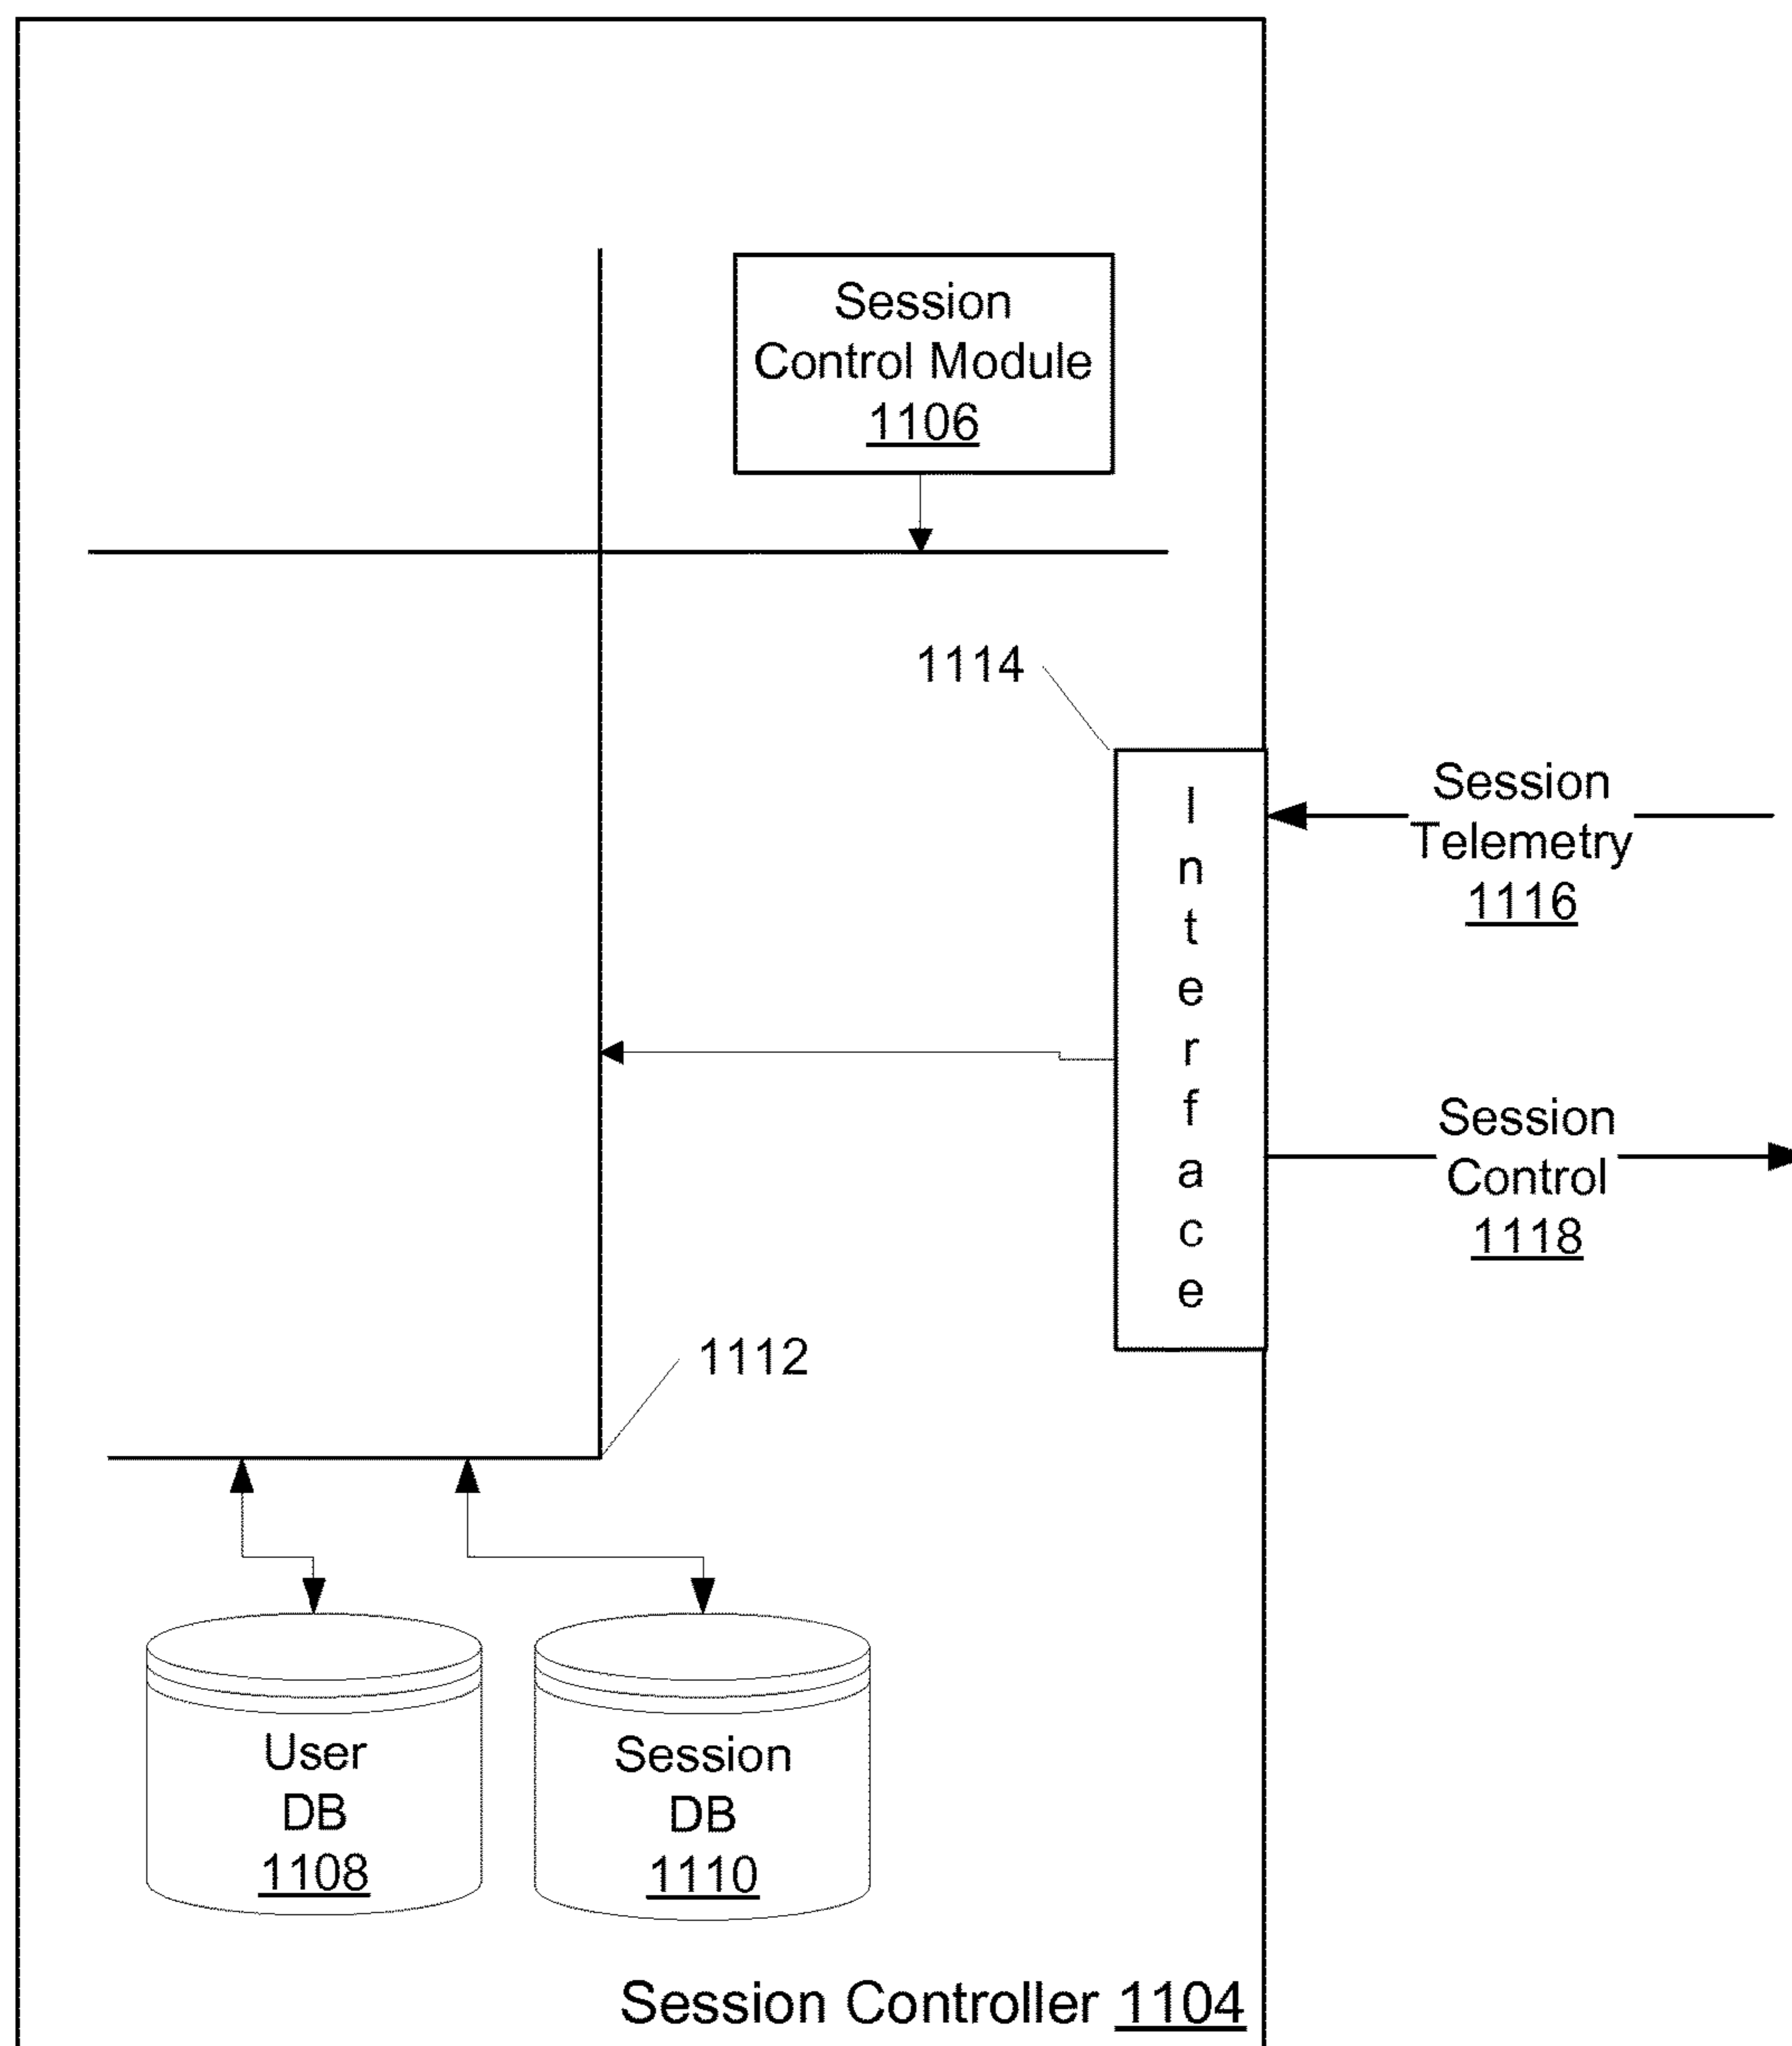 Session
Control Module
1106
1114
Interface
Session
Telemetry
1116
Session
Control
1118
1112
User
DB
1108
Session
DB
1110
Session Controller 1104